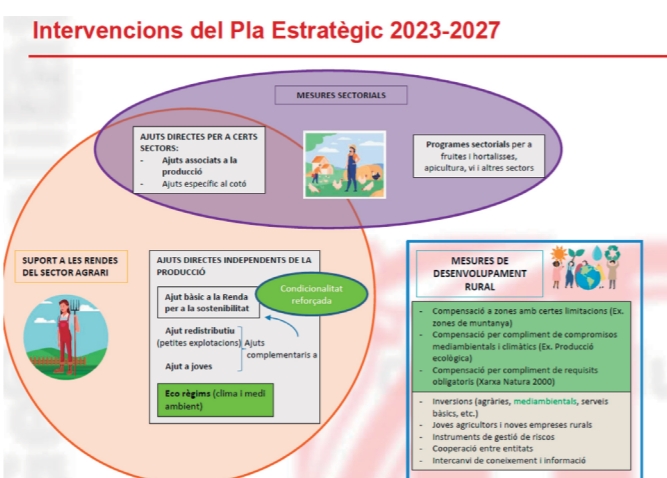 Intervencions del Pla Estratègic 2023-2027
MESURES SECTORIALS
AJUTS DIRECTES PER A CERTS
SECTORS:
- Ajuts associats a la
producció
- Ajuts específic al cotó
Programes sectorials per a
fruites i hortalisses,
apicultura, vi i altres sectors
SUPORT A LES RENDES
DEL SECTOR AGRARI
AJUTS DIRECTES INDEPENDENTS DE LA
PRODUCCIÓ
Ajut bàsic a la Renda
per a la sostenibilitat
Condicionalitat
reforçada
Ajut redistributiu
(petites explotacions)
Ajuts
complementaris a
Ajut a joves
Eco règims (clima i medi
ambient)
MESURES DE
DESENVOLUPAMENT
RURAL
- Compensació a zones amb certes limitacions (Ex.
zones de muntanya)
- Compensació per compliment de compromisos
mediambientals i climàtics (Ex. Producció
ecològica)
- Compensació per compliment de requisits
obligatoris (Xarxa Natura 2000)
- Inversions (agràries, mediambientals, serveis
bàsics, etc.)
- Joves agricultors i noves empreses rurals
- Instruments de gestió de riscos
- Cooperació entre entitats
- Intercanvi de coneixement i informació